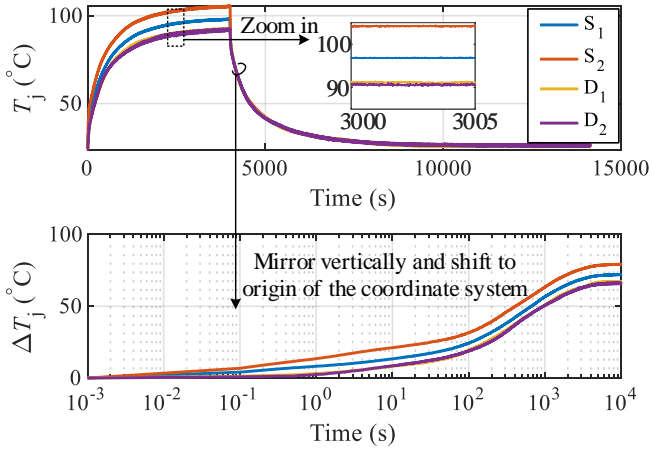 100
50
T_j (°C)
Zoom in
100
90
3000
3005
S_1
S_2
D_1
D_2
0
5000
10000
15000
Time (s)
100
50
0
ΔT_j (°C)
Mirror vertically and shift to
origin of the coordinate system
10^-3
10^-2
10^-1
10^0
10^1
10^2
10^3
10^4
Time (s)